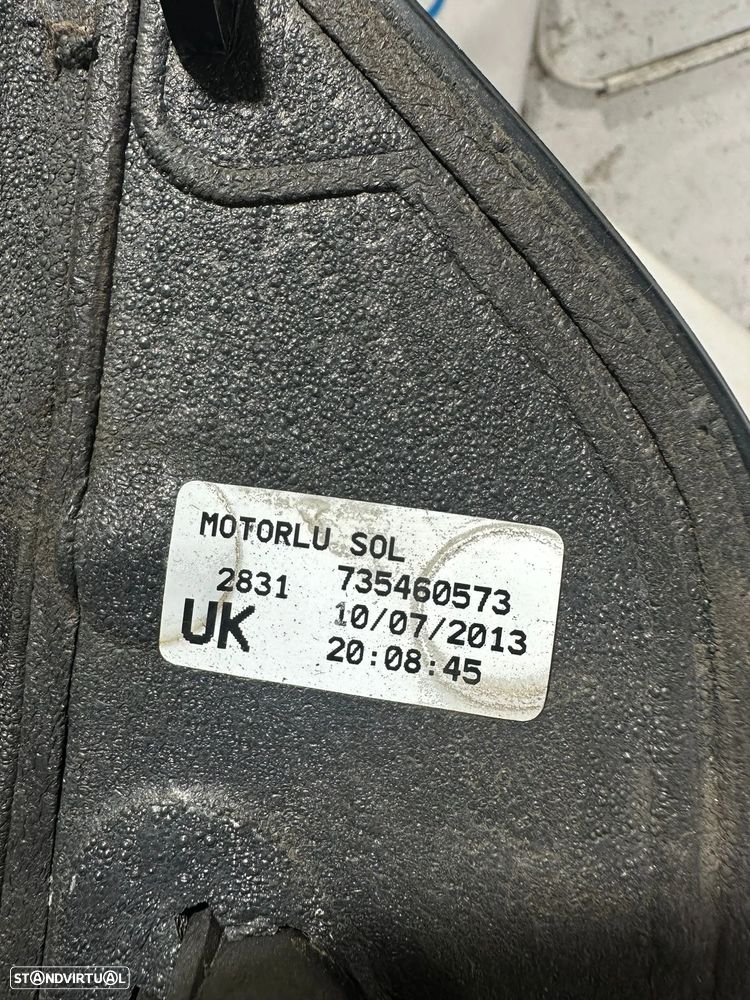 MOTORLU SOL
2831 735460573
UK 10/07/2013
20:08:45
STANDVIRTUAL